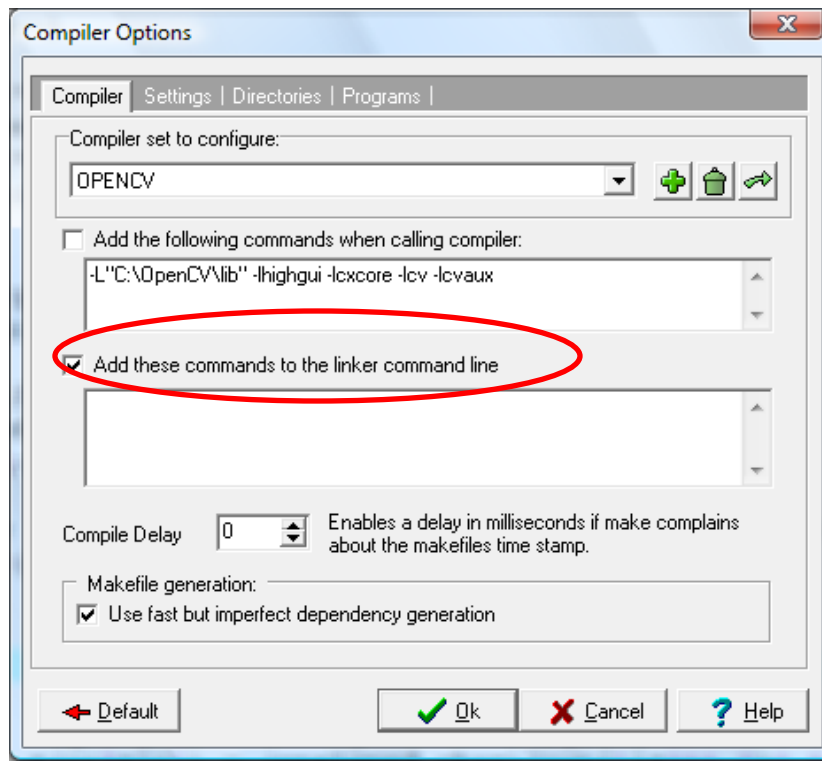 Compiler Options
Compiler Settings | Directories | Programs |
Compiler set to configure:
OPENCV
Add the following commands when calling compiler:
-L"C:\OpenCV\lib" -lhighgui -lcxcore -lcv -lcvaux
Add these commands to the linker command line
Compile Delay 0 Enables a delay in milliseconds if make complains
about the makefiles time stamp.
Makefile generation:
Use fast but imperfect dependency generation
Default Ok Cancel ? Help